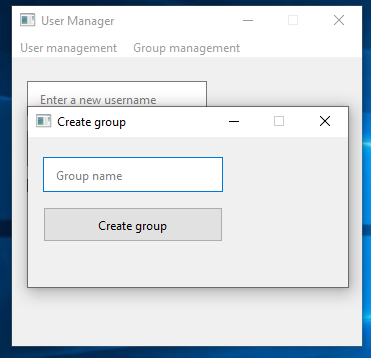 User Manager
User management Group management
Enter a new username
Create group
Group name
Create group